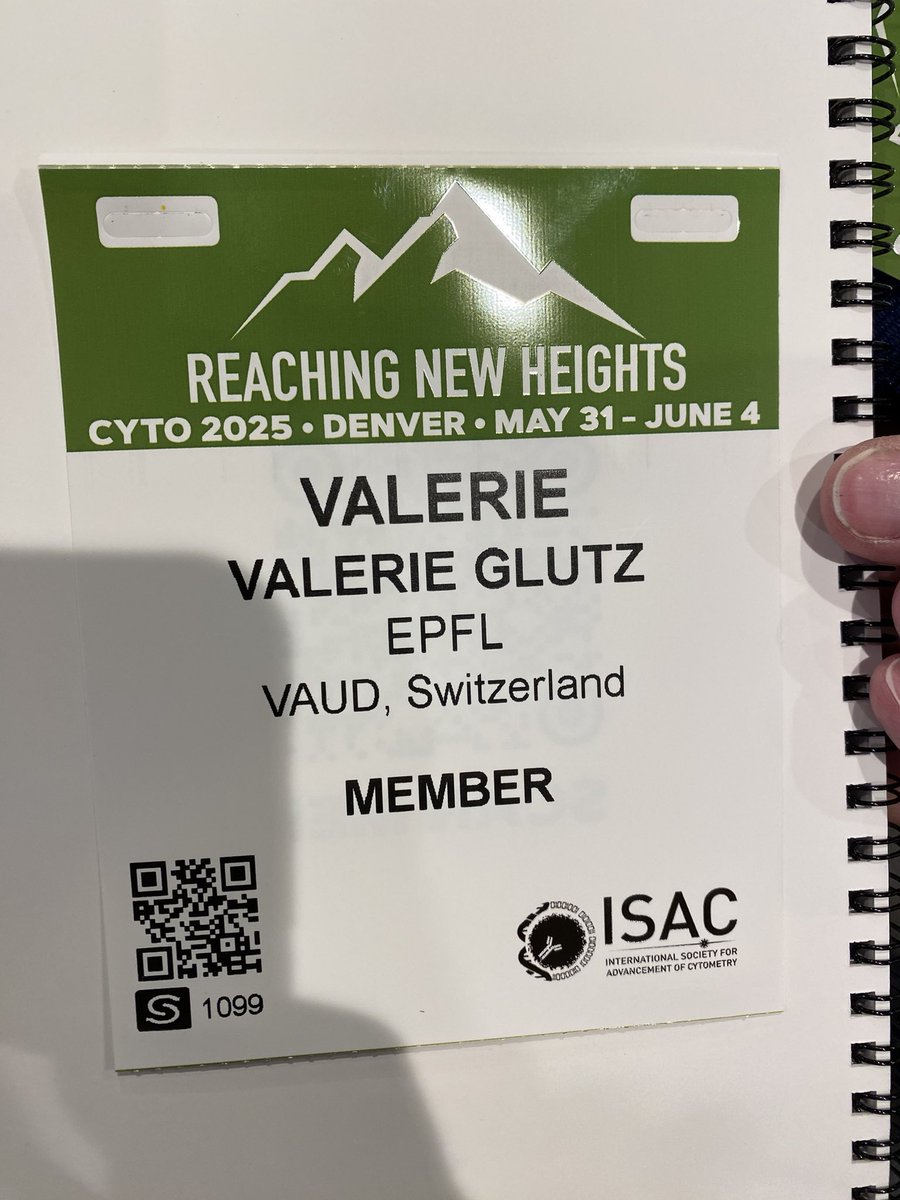 REACHING NEW HEIGHTS
CYTO 2025 • DENVER • MAY 31 - JUNE 4
VALERIE
VALERIE GLUTZ
EPFL
VAUD, Switzerland
MEMBER
S 1099
ISAC
INTERNATIONAL SOCIETY FOR
ADVANCEMENT OF CYTOMETRY